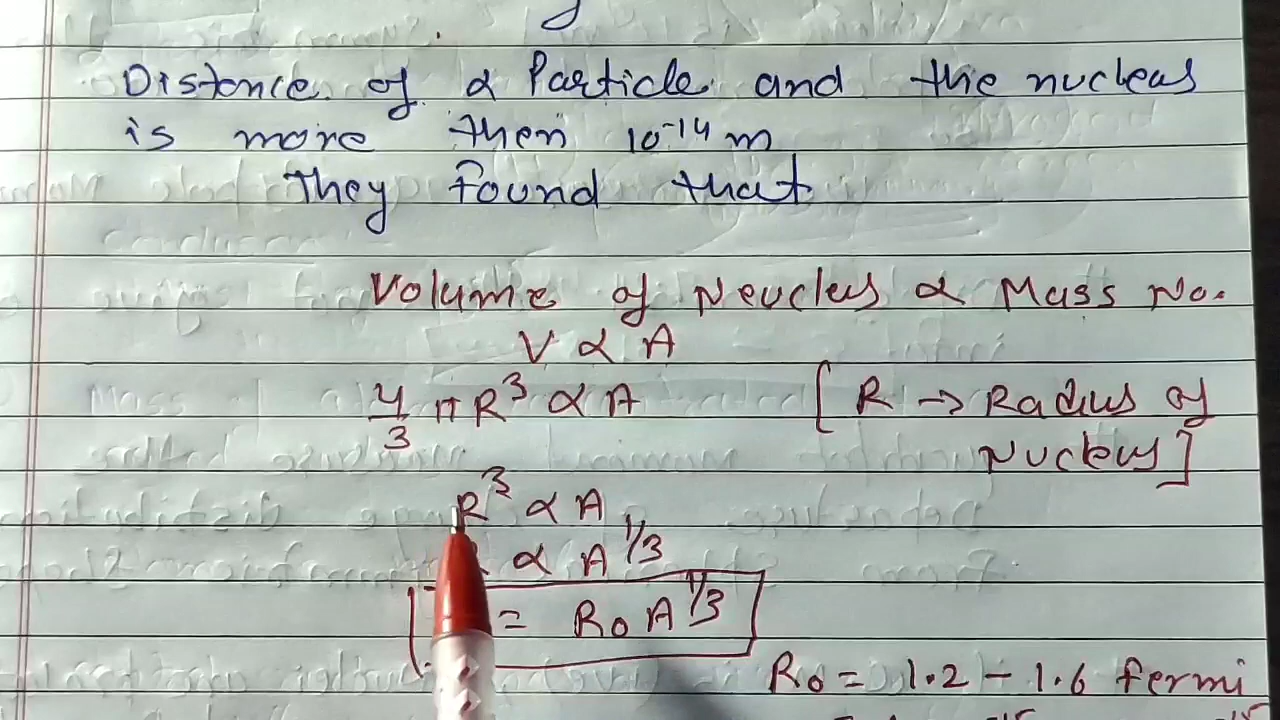 Distance of α Particle and the nucleus
is more then 10⁻¹⁴ m
They found that
Volume of Neucleus α Mass No.
V α A
4/3 πR³ α A [R → Radius of
Nucleus]
R³ α A
α A^1/3
= R₀A^1/3
R₀ = 1.2 - 1.6 fermi